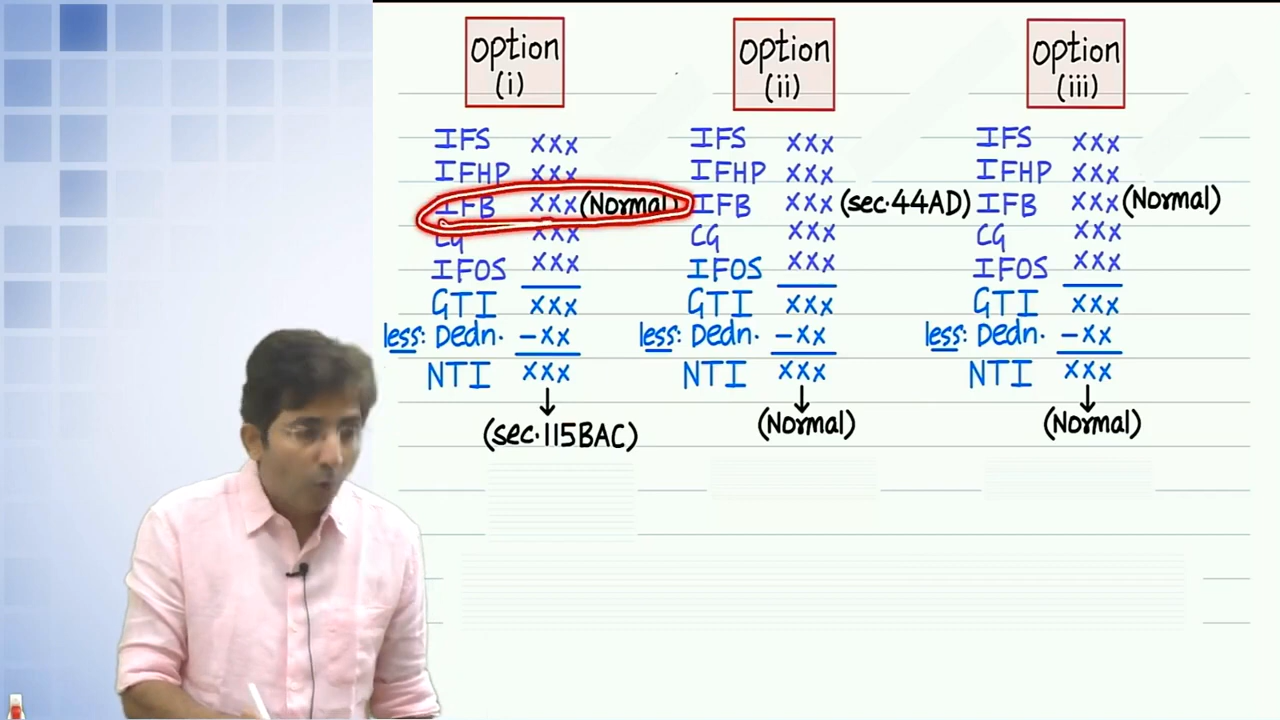 option
(i)
IFS xxx
IFHP xxx
IFB xxx (Normal)
CG xxx
IFOS xxx
GTI xxx
less: Dedn. -xx
NTI xxx
↓
(sec.115BAC)
option
(ii)
IFS xxx
IFHP xxx
IFB xxx (sec.44AD)
CG xxx
IFOS xxx
GTI xxx
less: Dedn. -xx
NTI xxx
↓
(Normal)
option
(iii)
IFS xxx
IFHP xxx
IFB xxx (Normal)
CG xxx
IFOS xxx
GTI xxx
less: Dedn. -xx
NTI xxx
↓
(Normal)